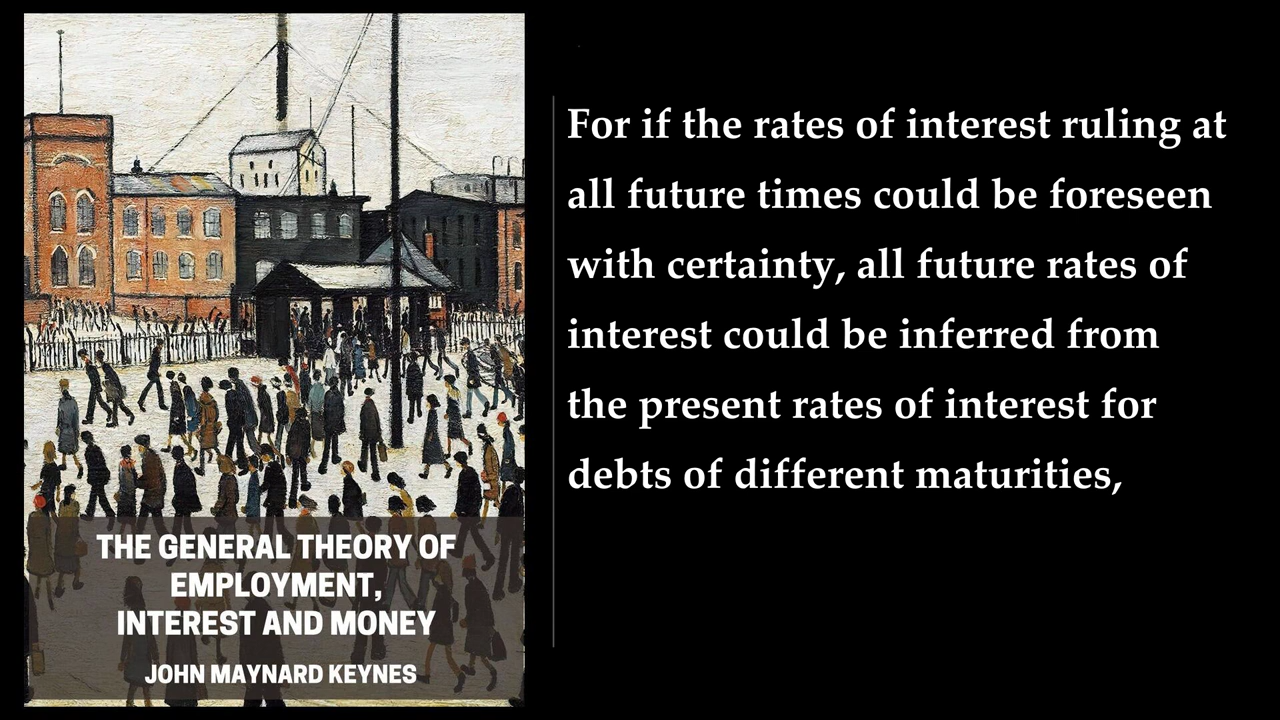 For if the rates of interest ruling at
all future times could be foreseen
with certainty, all future rates of
interest could be inferred from
the present rates of interest for
debts of different maturities,
THE GENERAL THEORY OF
EMPLOYMENT,
INTEREST AND MONEY
JOHN MAYNARD KEYNES